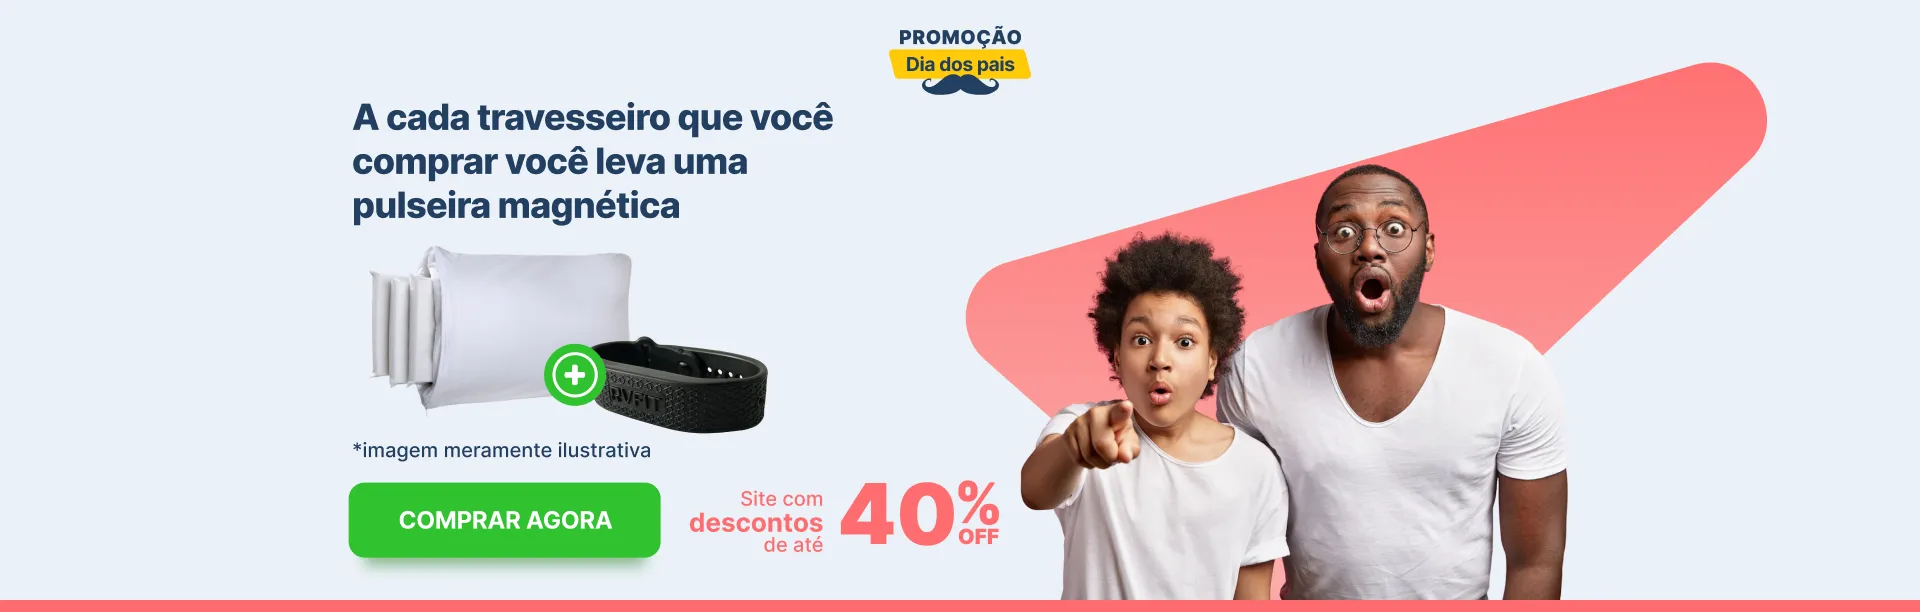 PROMOÇÃO
Dia dos pais
A cada travesseiro que você
comprar você leva uma
pulseira magnética
RVFIT
*imagem meramente ilustrativa
COMPRAR AGORA
Site com
descontos
de até
40%
OFF